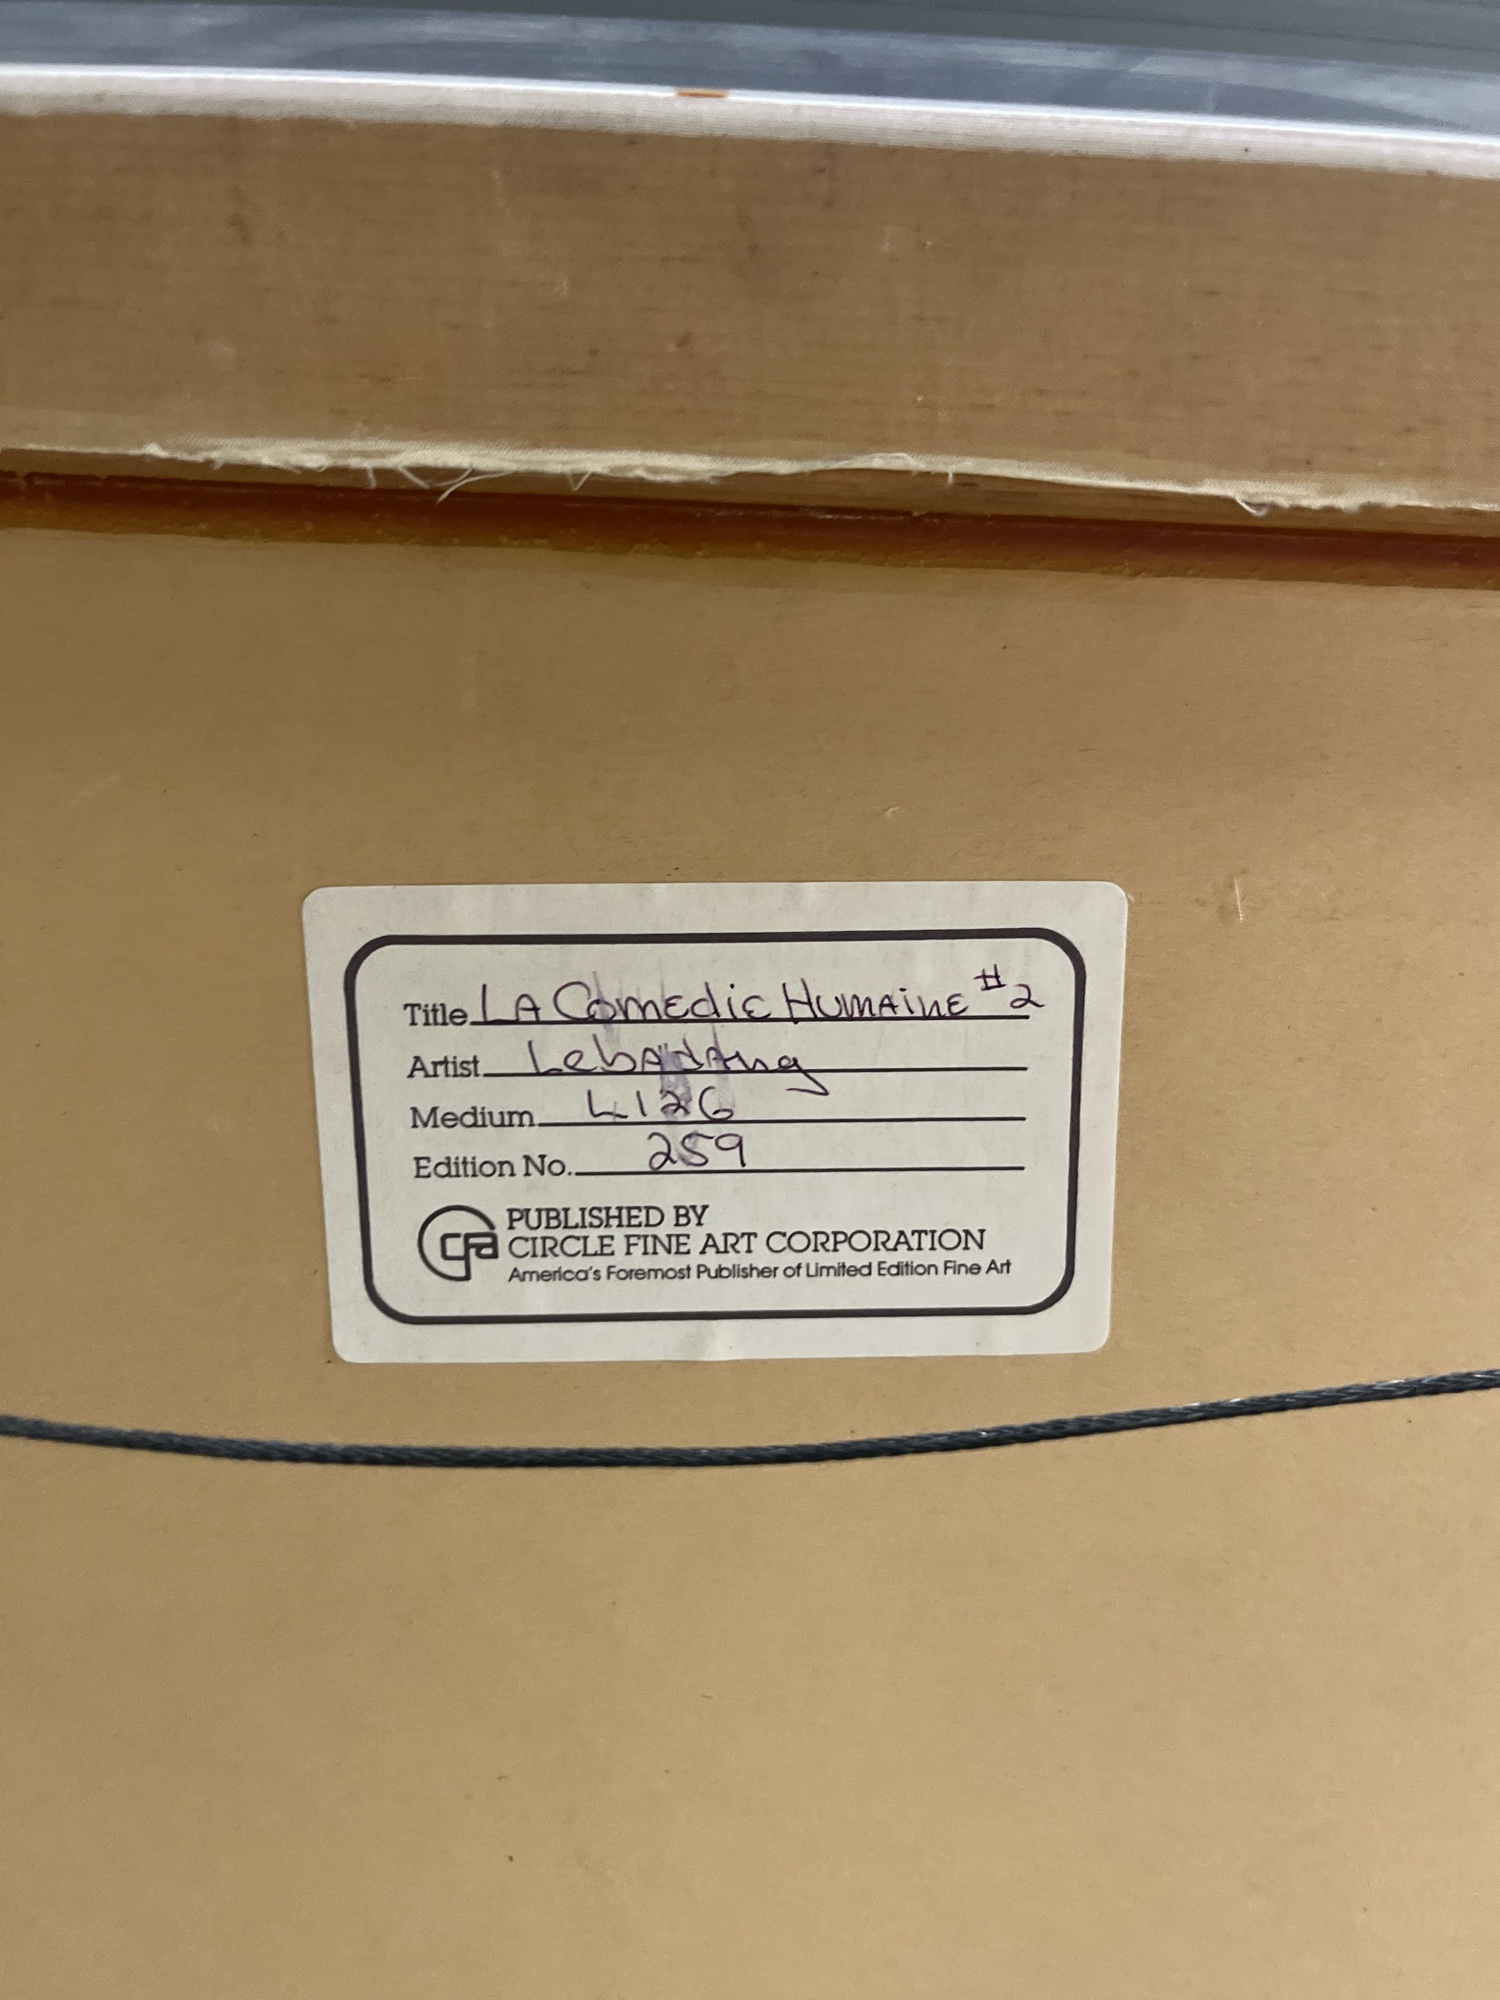 Title LA Comedic Humaine #2
Artist Lebadang
Medium L126
Edition No. 259
cfa PUBLISHED BY
CIRCLE FINE ART CORPORATION
America's Foremost Publisher of Limited Edition Fine Art